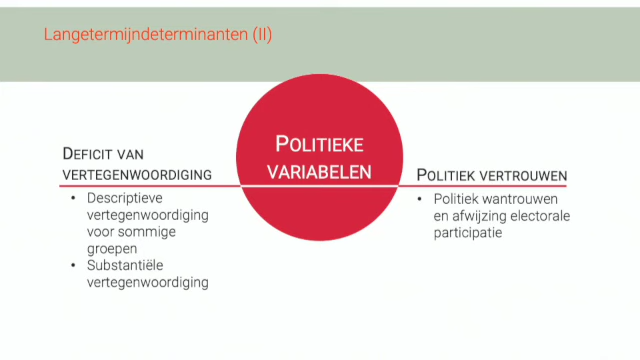 Langetermijndeterminanten (II)
DEFICIT VAN
VERTEGENWOORDIGING
• Descriptieve
vertegenwoordiging
voor sommige
groepen
• Substantiële
vertegenwoordiging
POLITIEKE
VARIABELEN
POLITIEK VERTROUWEN
• Politiek wantrouwen
en afwijzing electorale
participatie